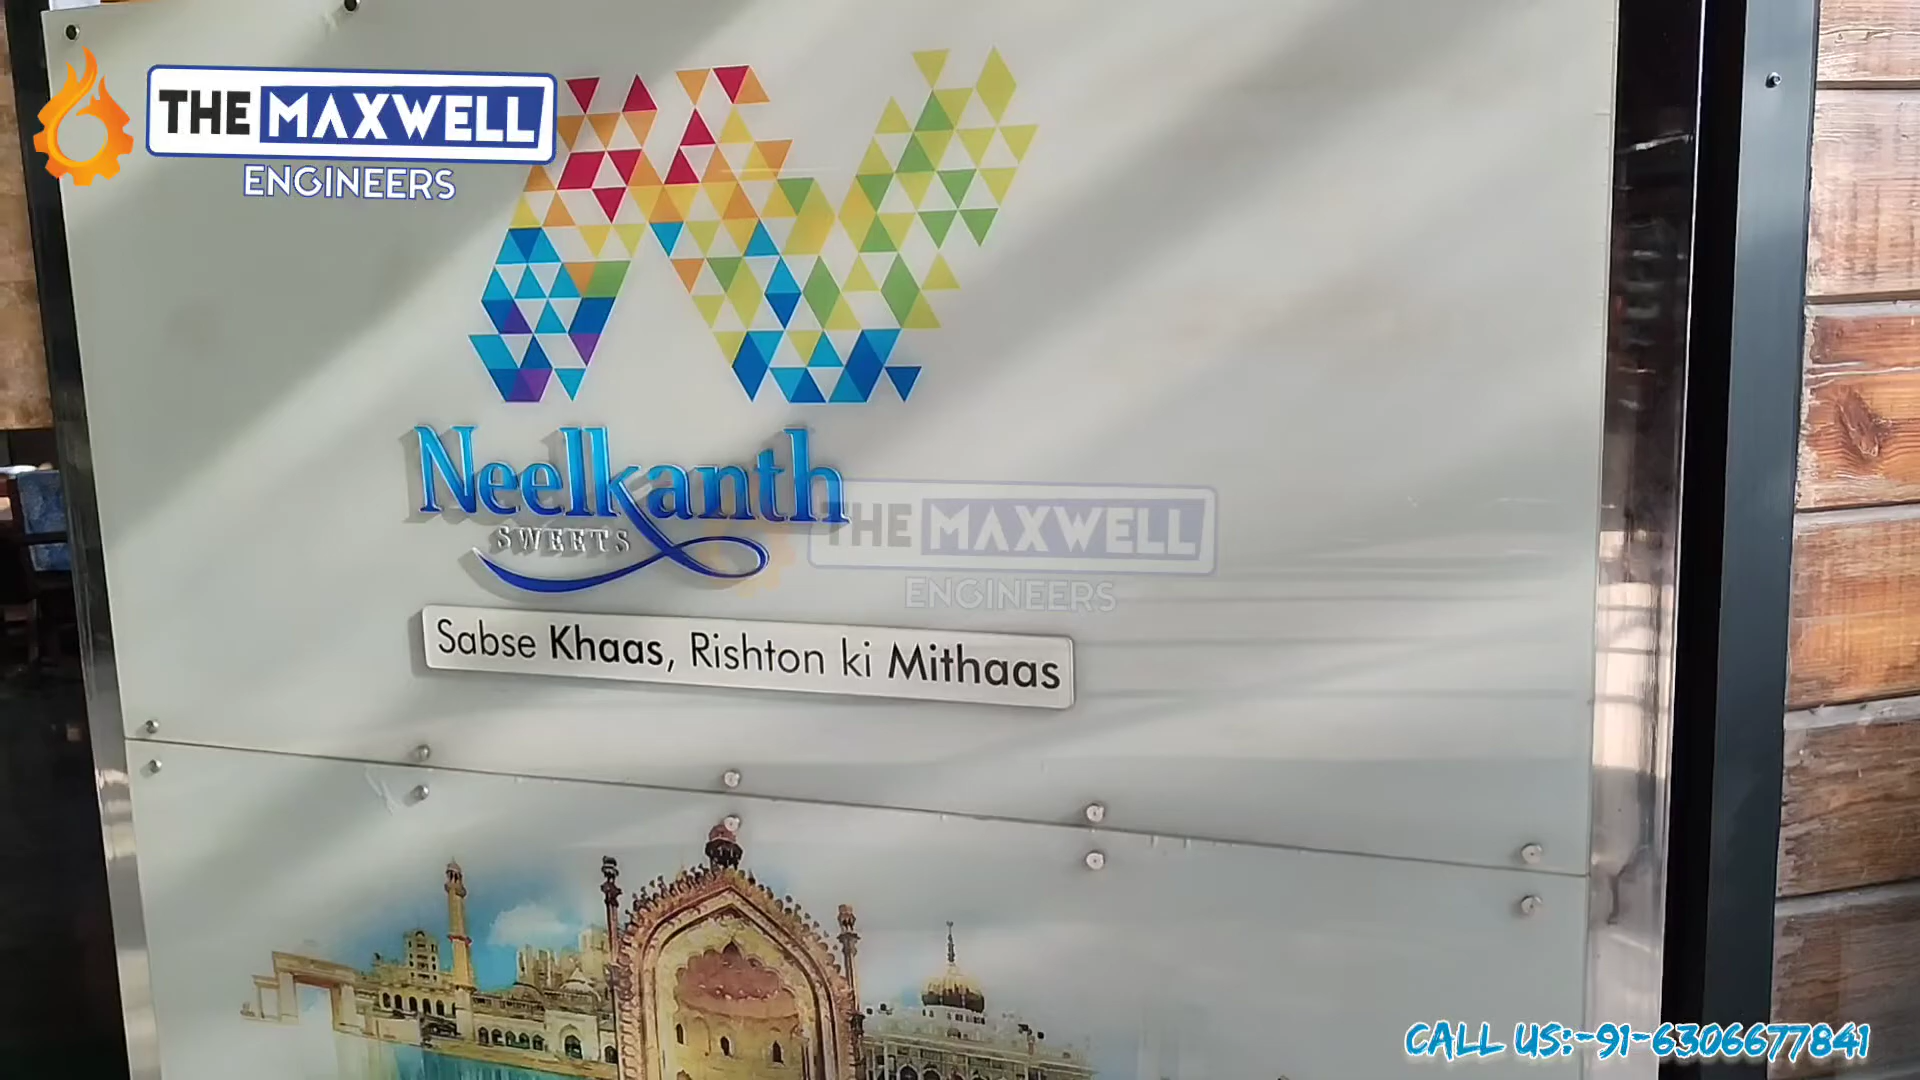 THE MAXWELL
ENGINEERS
Neelkanth
SWEETS
THE MAXWELL
ENGINEERS
Sabse Khaas, Rishton ki Mithaas
CALL US:-91-6306677841